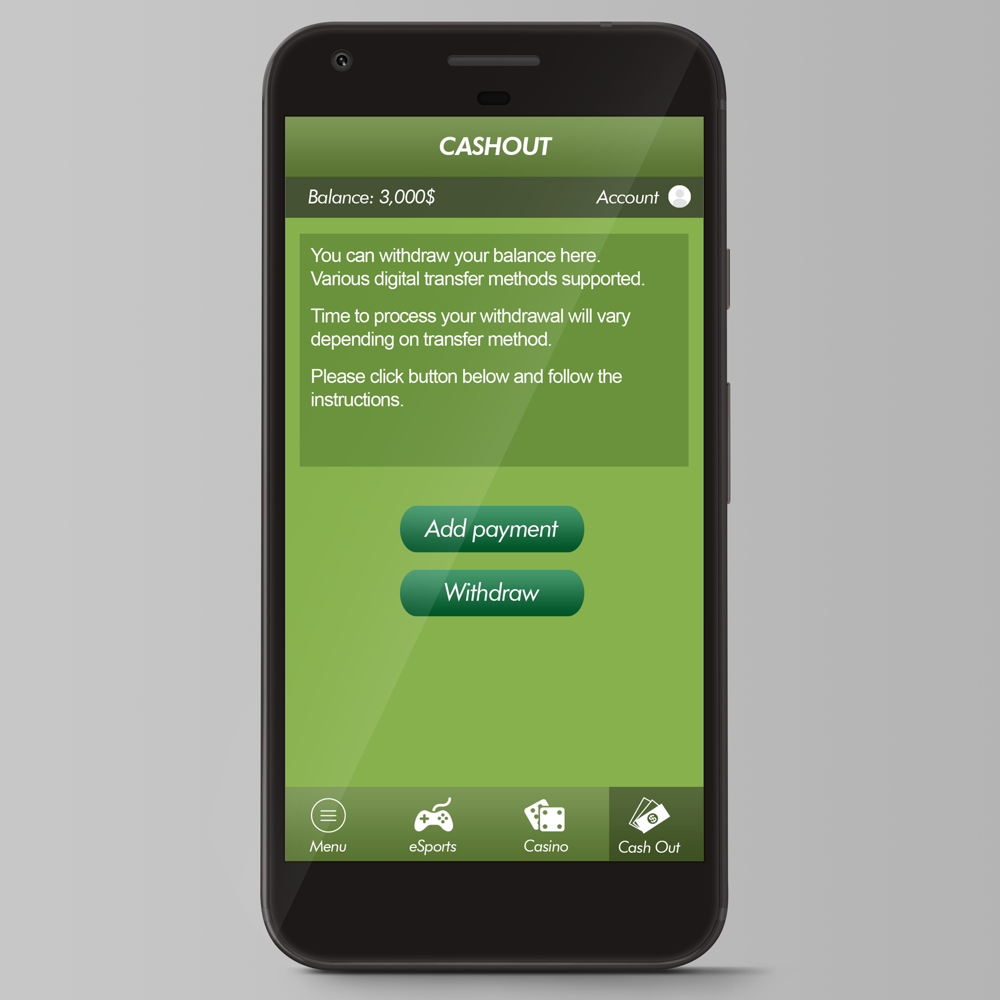 CASHOUT
Balance: 3,000$ Account
You can withdraw your balance here.
Various digital transfer methods supported.
Time to process your withdrawal will vary
depending on transfer method.
Please click button below and follow the
instructions.
Add payment
Withdraw
Menu eSports Casino Cash Out